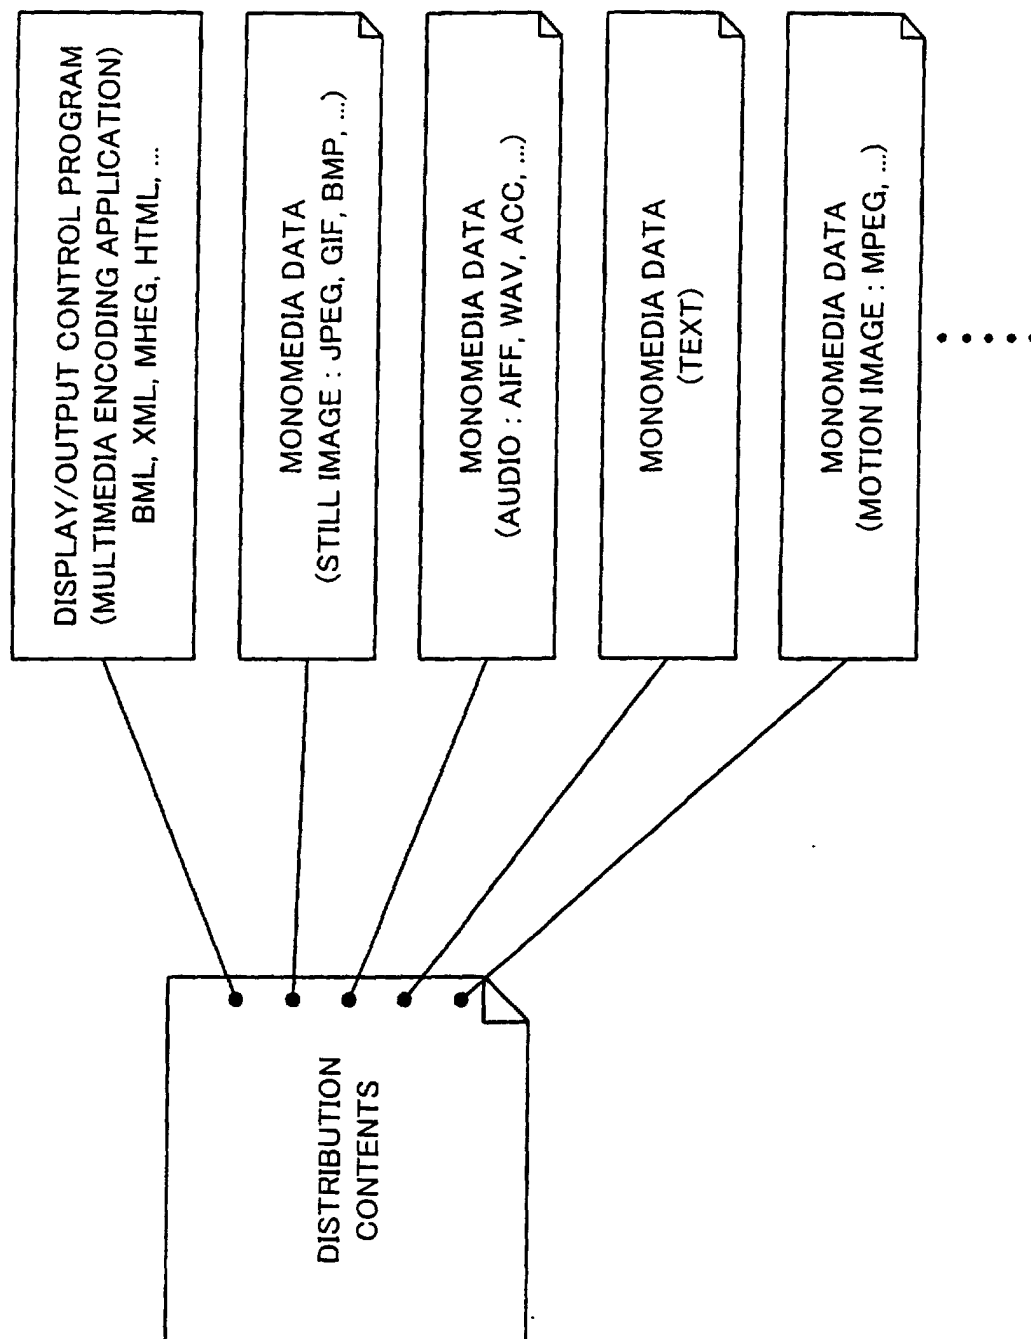 DISPLAY/OUTPUT CONTROL PROGRAM
(MULTIMEDIA ENCODING APPLICATION)
BML, XML, MHEG, HTML, ...
MONOMEDIA DATA
(STILL IMAGE : JPEG, GIF, BMP, ...)
MONOMEDIA DATA
(AUDIO : AIFF, WAV, ACC, ...)
MONOMEDIA DATA
(TEXT)
MONOMEDIA DATA
(MOTION IMAGE : MPEG, ...)
DISTRIBUTION
CONTENTS